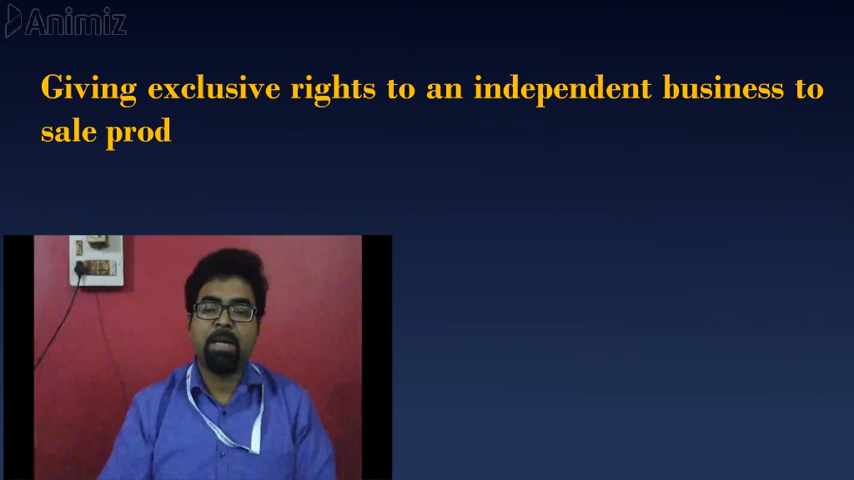 Animiz
Giving exclusive rights to an independent business to
sale prod